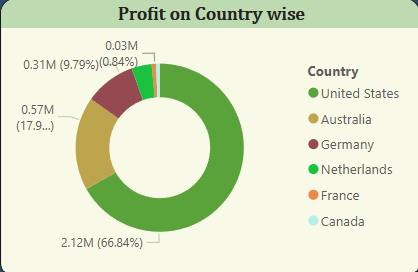 Profit on Country wise
0.03M
(0.84%)
0.31M (9.79%)
0.57M
(17.9...)
2.12M (66.84%)
Country
United States
Australia
Germany
Netherlands
France
Canada